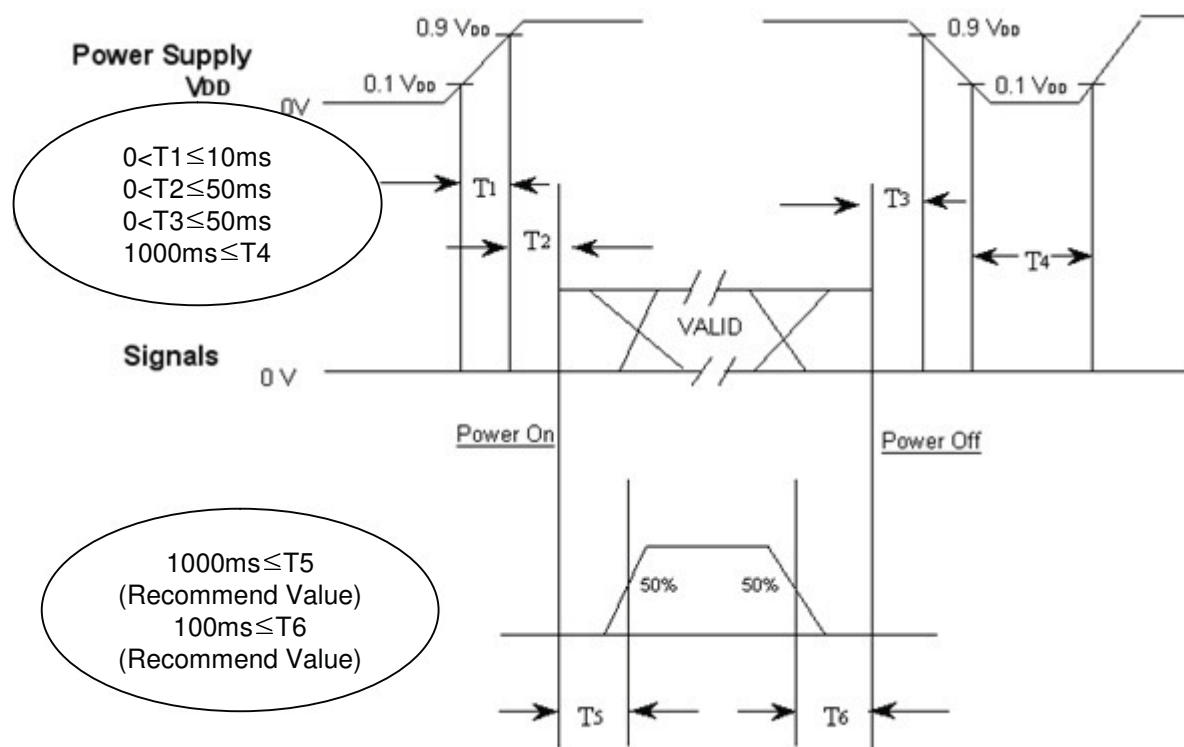 0.9 VDD
0.9 VDD
Power Supply
VDD
0.1 VDD
0.1 VDD
0V
0<T1≤10ms
0<T2≤50ms
0<T3≤50ms
1000ms≤T4
T1
T3
T2
T4
VALID
Signals
0 V
Power On
Power Off
1000ms≤T5
(Recommend Value)
100ms≤T6
(Recommend Value)
50%
50%
T5
T6